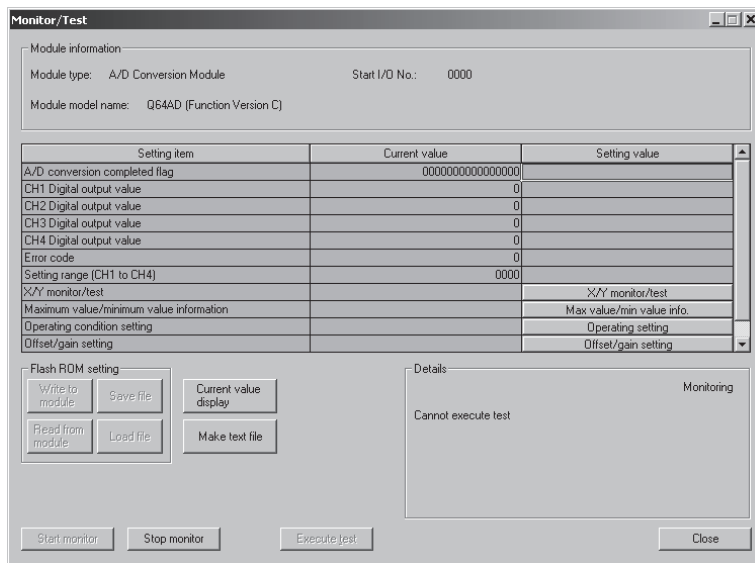 Monitor/Test
Module information
Module type: A/D Conversion Module Start I/O No.: 0000
Module model name: Q64AD (Function Version C)
Setting item Current value Setting value
A/D conversion completed flag 0000000000000000
CH1 Digital output value 0
CH2 Digital output value 0
CH3 Digital output value 0
CH4 Digital output value 0
Error code 0
Setting range (CH1 to CH4) 0000
X/Y monitor/test X/Y monitor/test
Maximum value/minimum value information Max value/min value info.
Operating condition setting Operating setting
Offset/gain setting Offset/gain setting
Flash ROM setting
Write to
module
Save file
Current value
display
Read from
module
Load file
Make text file
Details
Monitoring
Cannot execute test
Start monitor Stop monitor Execute test Close